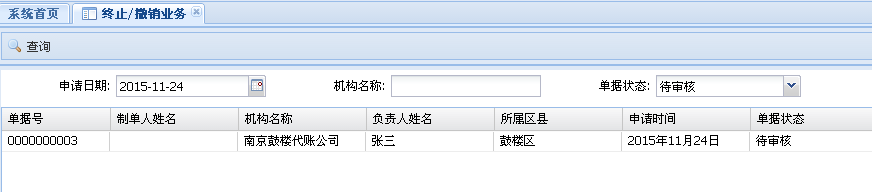 系统首页 终止/撤销业务
查询
申请日期: 2015-11-24 机构名称: 单据状态: 待审核
单据号 制单人姓名 机构名称 负责人姓名 所属区县 申请时间 单据状态
0000000003 南京鼓楼代账公司 张三 鼓楼区 2015年11月24日 待审核